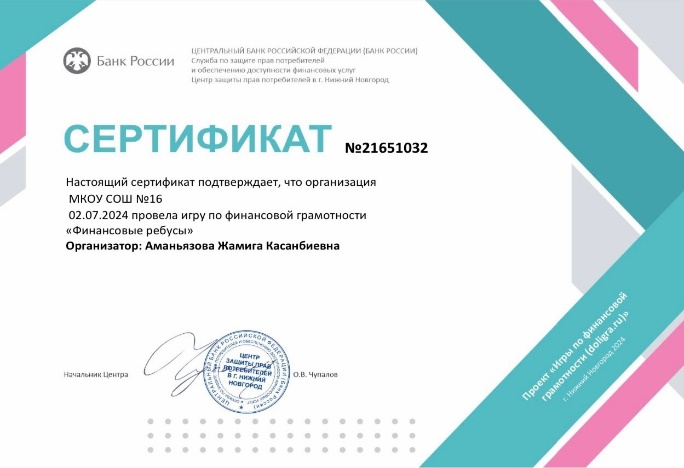 Банк России
ЦЕНТРАЛЬНЫЙ БАНК РОССИЙСКОЙ ФЕДЕРАЦИИ (БАНК РОССИИ)
Служба по защите прав потребителей
и обеспечению доступности финансовых услуг
Центр защиты прав потребителей в г. Нижний Новгород
СЕРТИФИКАТ №21651032
Настоящий сертификат подтверждает, что организация
МКОУ СОШ №16
02.07.2024 провела игру по финансовой грамотности
«Финансовые ребусы»
Организатор: Аманьязова Жамига Касанбиевна
Начальник Центра
О.В. Чупалов
ЦЕНТР
ЗАЩИТЫ ПРАВ
ПОТРЕБИТЕЛЕЙ
В Г. НИЖНИЙ
НОВГОРОД
Проект «Игры по финансовой
грамотности (doligra.ru)»
г. Нижний Новгород 2024